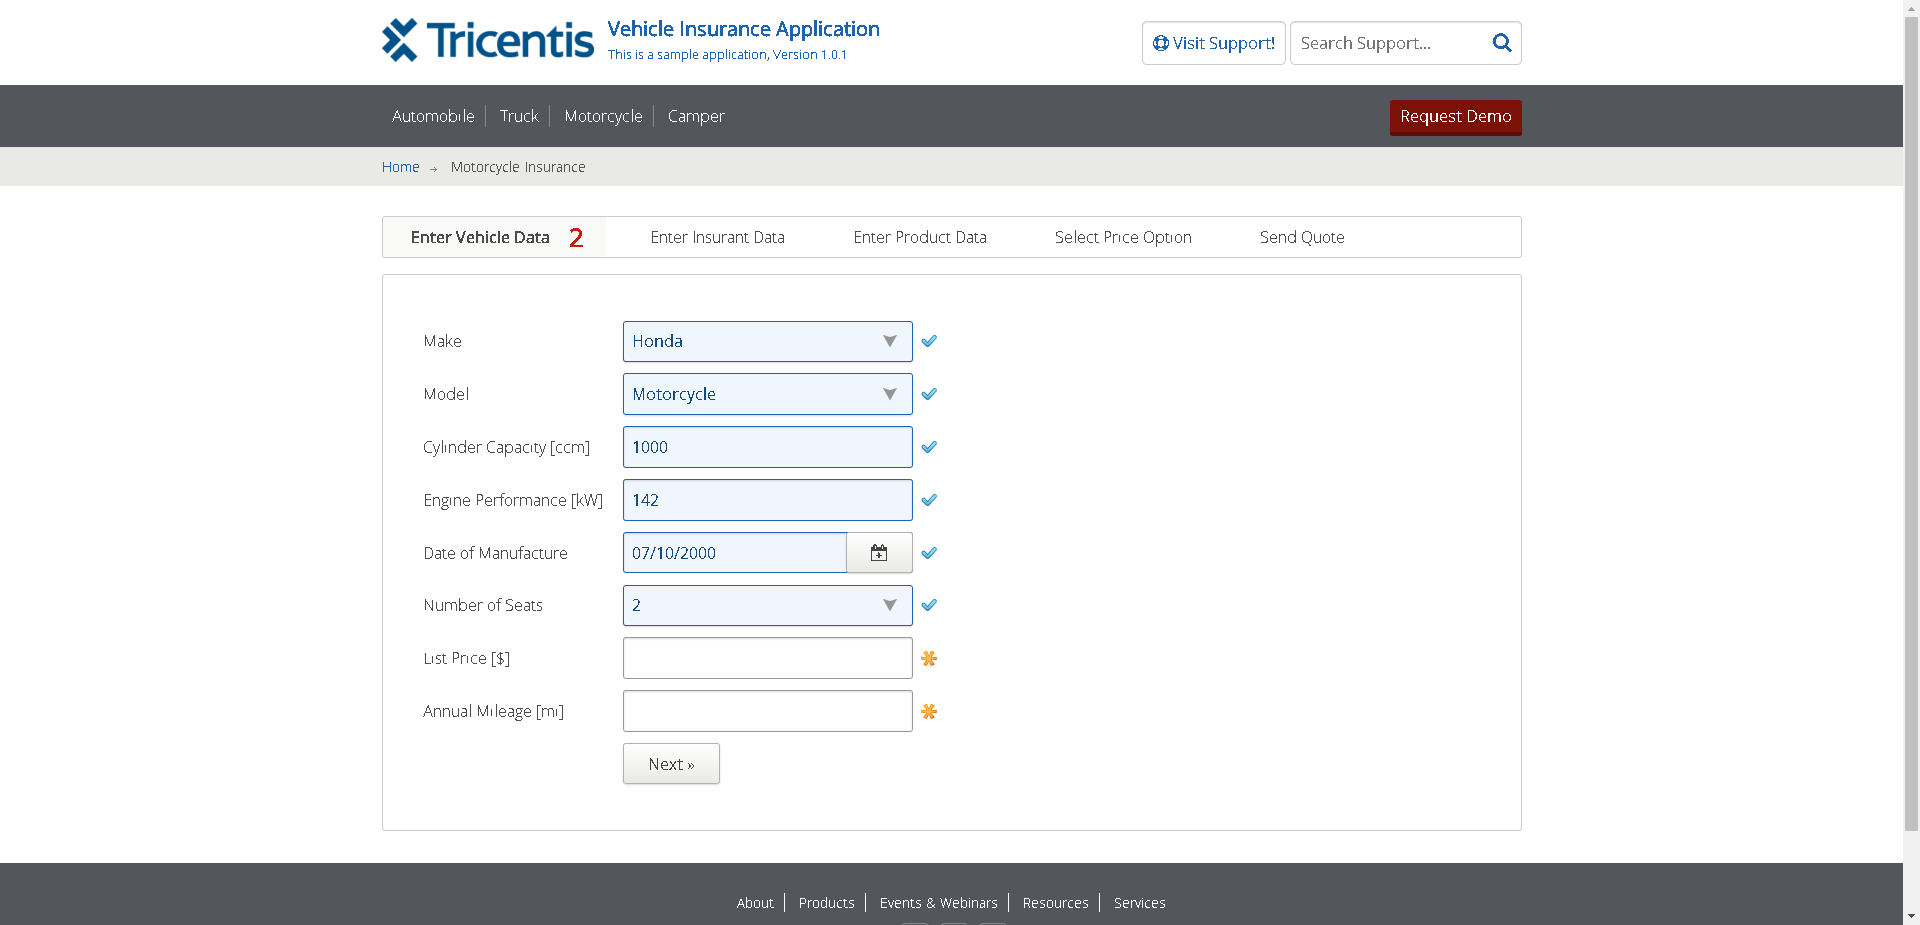 Tricentis
Vehicle Insurance Application
This is a sample application, Version 1.0.1
Visit Support!
Search Support...
Automobile
Truck
Motorcycle
Camper
Request Demo
Home → Motorcycle Insurance
Enter Vehicle Data 2
Enter Insurant Data
Enter Product Data
Select Price Option
Send Quote
Make
Honda
Model
Motorcycle
Cylinder Capacity [ccm]
1000
Engine Performance [kW]
142
Date of Manufacture
07/10/2000
Number of Seats
2
List Price [$]
Annual Mileage [mi]
Next »
About
Products
Events & Webinars
Resources
Services